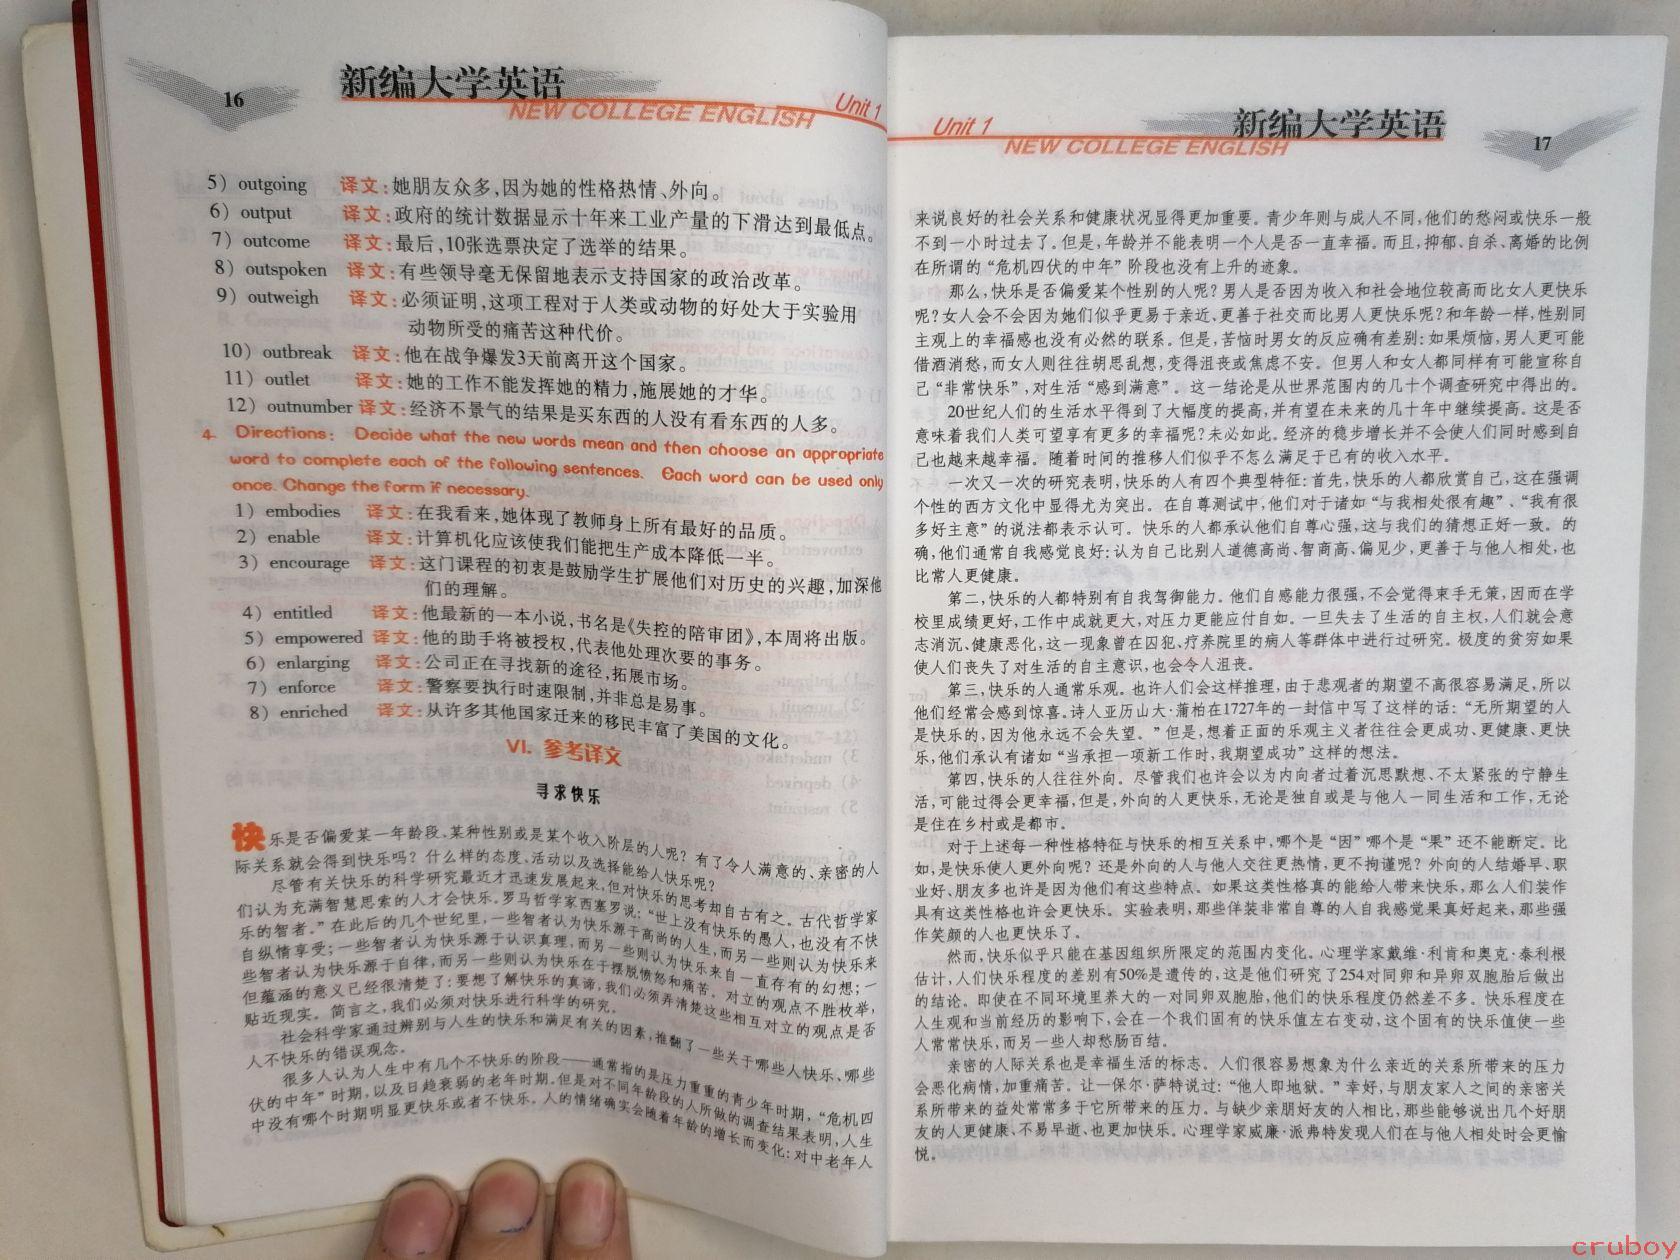 16
新编大学英语
NEW COLLEGE ENGLISH
Unit 1
5）outgoing 译文：她朋友众多，因为她的性格热情、外向。
6）output 译文：政府的统计数据显示十年来工业产量的下滑达到最低点。
7）outcome 译文：最后，10张选票决定了选举的结果。
8）outspoken 译文：有些领导毫无保留地表示支持国家的政治改革。
9）outweigh 译文：必须证明，这项工程对于人类或动物的好处大于实验用
动物所受的痛苦这种代价。
10）outbreak 译文：他在战争爆发3天前离开这个国家。
11）outlet 译文：她的工作不能发挥她的精力，施展她的才华。
12）outnumber 译文：经济不景气的结果是买东西的人没有看东西的人多。
4. Directions: Decide what the new words mean and then choose an appropriate
word to complete each of the following sentences. Each word can be used only
once. Change the form if necessary.
1）embodies 译文：在我看来，她体现了教师身上所有最好的品质。
2）enable 译文：计算机化应该使我们能把生产成本降低一半。
3）encourage 译文：这门课程的初衷是鼓励学生扩展他们对历史的兴趣，加深他
们的理解。
4）entitled 译文：他最新的一本小说，书名是《失控的陪审团》，本周将出版。
5）empowered 译文：他的助手将被授权，代表他处理次要的事务。
6）enlarging 译文：公司正在寻找新的途径，拓展市场。
7）enforce 译文：警察要执行时速限制，并非总是易事。
8）enriched 译文：从许多其他国家迁来的移民丰富了美国的文化。
VI. 参考译文
寻求快乐
快乐是否偏爱某一年龄段、某种性别或是某个收入阶层的人呢？有了令人满意的、亲密的人
际关系就会得到快乐吗？什么样的态度、活动以及选择能给人快乐呢？
尽管有关快乐的科学研究最近才迅速发展起来，但对快乐的思考却自古有之。古代哲学家
们认为充满智慧思索的人才会快乐。罗马哲学家西塞罗说：“世上没有快乐的愚人，也没有不快
乐的智者。”在此后的几个世纪里，一些智者认为快乐源于高尚的人生，而另一些则认为快乐来
自纵情享受；一些智者认为快乐源于认识真理，而另一些则认为快乐来自一直存有的幻想；一
些智者认为快乐源于自律，而另一些则认为快乐在于摆脱愤怒和痛苦。对立的观点不胜枚举，
但蕴涵的意义已经很清楚了：要想了解快乐的真谛，我们必须弄清楚这些相互对立的观点是否
贴近现实。简言之，我们必须对快乐进行科学的研究。
社会科学家通过辨别与人生的快乐和满足有关的因素，推翻了一些关于哪些人快乐、哪些
人不快乐的错误观念。
很多人认为人生中有几个不快乐的阶段——通常指的是压力重重的青少年时期，“危机四
伏的中年”时期，以及日趋衰弱的老年时期。但是对不同年龄段的人所做的调查结果表明，人生
中没有哪个时期明显更快乐或者不快乐。人的情绪确实会随着年龄的增长而变化：对中老年人
Unit 1
新编大学英语
NEW COLLEGE ENGLISH
17
来说良好的社会关系和健康状况显得更加重要。青少年则与成人不同，他们的愁闷或快乐一般
不到一小时过去了。但是，年龄并不能表明一个人是否一直幸福。而且，抑郁、自杀、离婚的比例
在所谓的“危机四伏的中年”阶段也没有上升的迹象。
那么，快乐是否偏爱某个性别的人呢？男人是否因为收入和社会地位较高而比女人更快乐
呢？女人会不会因为她们似乎更易于亲近、更善于社交而比男人更快乐呢？和年龄一样，性别同
主观上的幸福感也没有必然的联系。但是，苦恼时男女的反应确有差别：如果烦恼，男人更可能
借酒消愁，而女人则往往胡思乱想，变得沮丧或焦虑不安。但男人和女人都同样有可能宣称自
己“非常快乐”，对生活“感到满意”。这一结论是从世界范围内的几十个调查研究中得出的。
20世纪人们的生活水平得到了大幅度的提高，并有望在未来的几十年中继续提高。这是否
意味着我们人类可望享有更多的幸福呢？未必如此。经济的稳步增长并不会使人们同时感到自
己也越来越幸福。随着时间的推移人们似乎不怎么满足于已有的收入水平。
一次又一次的研究表明，快乐的人有四个典型特征：首先，快乐的人都欣赏自己，这在强调
个性的西方文化中显得尤为突出。在自尊测试中，他们对于诸如“与我相处很有趣”、“我有很
多好主意”的说法都表示认可。快乐的人都承认他们自尊心强，这与我们的猜想正好一致。的
确，他们通常自我感觉良好：认为自己比别人道德高尚、智商高、偏见少，更善于与他人相处，也
比常人更健康。
第二，快乐的人都特别有自我驾御能力。他们自感能力很强，不会觉得束手无策，因而在学
校里成绩更好，工作中成就更大，对压力更能应付自如。一旦失去了生活的自主权，人们就会意
志消沉、健康恶化，这一现象曾在囚犯、疗养院里的病人等群体中进行过研究。极度的贫穷如果
使人们丧失了对生活的自主意识，也会令人沮丧。
第三，快乐的人通常乐观。也许人们会这样推理，由于悲观者的期望不高很容易满足，所以
他们经常会感到惊喜。诗人亚历山大·蒲柏在1727年的一封信中写了这样的话：“无所期望的人
是快乐的，因为他永远不会失望。”但是，想着正面的乐观主义者往往会更成功、更健康、更快
乐，他们承认有诸如“当承担一项新工作时，我期望成功”这样的想法。
第四，快乐的人往往外向。尽管我们也许会以为内向者过着沉思默想、不太紧张的宁静生
活，可能过得会更幸福，但是，外向的人更快乐，无论是独自或是与他人一同生活和工作，无论
是住在乡村或是都市。
对于上述每一种性格特征与快乐的相互关系中，哪个是“因”哪个是“果”还不能断定。比
如，是快乐使人更外向呢？还是外向的人与他人交往更热情，更不拘谨呢？外向的人结婚早、职
业好、朋友多也许是因为他们有这些特点。如果这类性格真的能给人带来快乐，那么人们装作
具有这类性格也许会更快乐。实验表明，那些佯装非常自尊的人自我感觉果真好起来，那些强
作笑颜的人也更快乐了。
然而，快乐似乎只能在基因组织所限定的范围内变化。心理学家戴维·利肯和奥克·泰利根
估计，人们快乐程度的差别有50%是遗传的，这是他们研究了254对同卵和异卵双胞胎后做出
的结论。即使在不同环境里养大的一对同卵双胞胎，他们的快乐程度仍然差不多。快乐程度在
人生观和当前经历的影响下，会在一个我们固有的快乐值左右变动，这个固有的快乐值使一些
人常常快乐，而另一些人却愁肠百结。
亲密的人际关系也是幸福生活的标志。人们很容易想象为什么亲近的关系所带来的压力
会恶化病情，加重痛苦。让—保尔·萨特说过：“他人即地狱。”幸好，与朋友家人之间的亲密关
系所带来的益处常常多于它所带来的压力。与缺少亲朋好友的人相比，那些能够说出几个好朋
友的人更健康、不易早逝、也更加快乐。心理学家威廉·派弗特发现人们在与他人相处时会更愉
悦。
cruboy